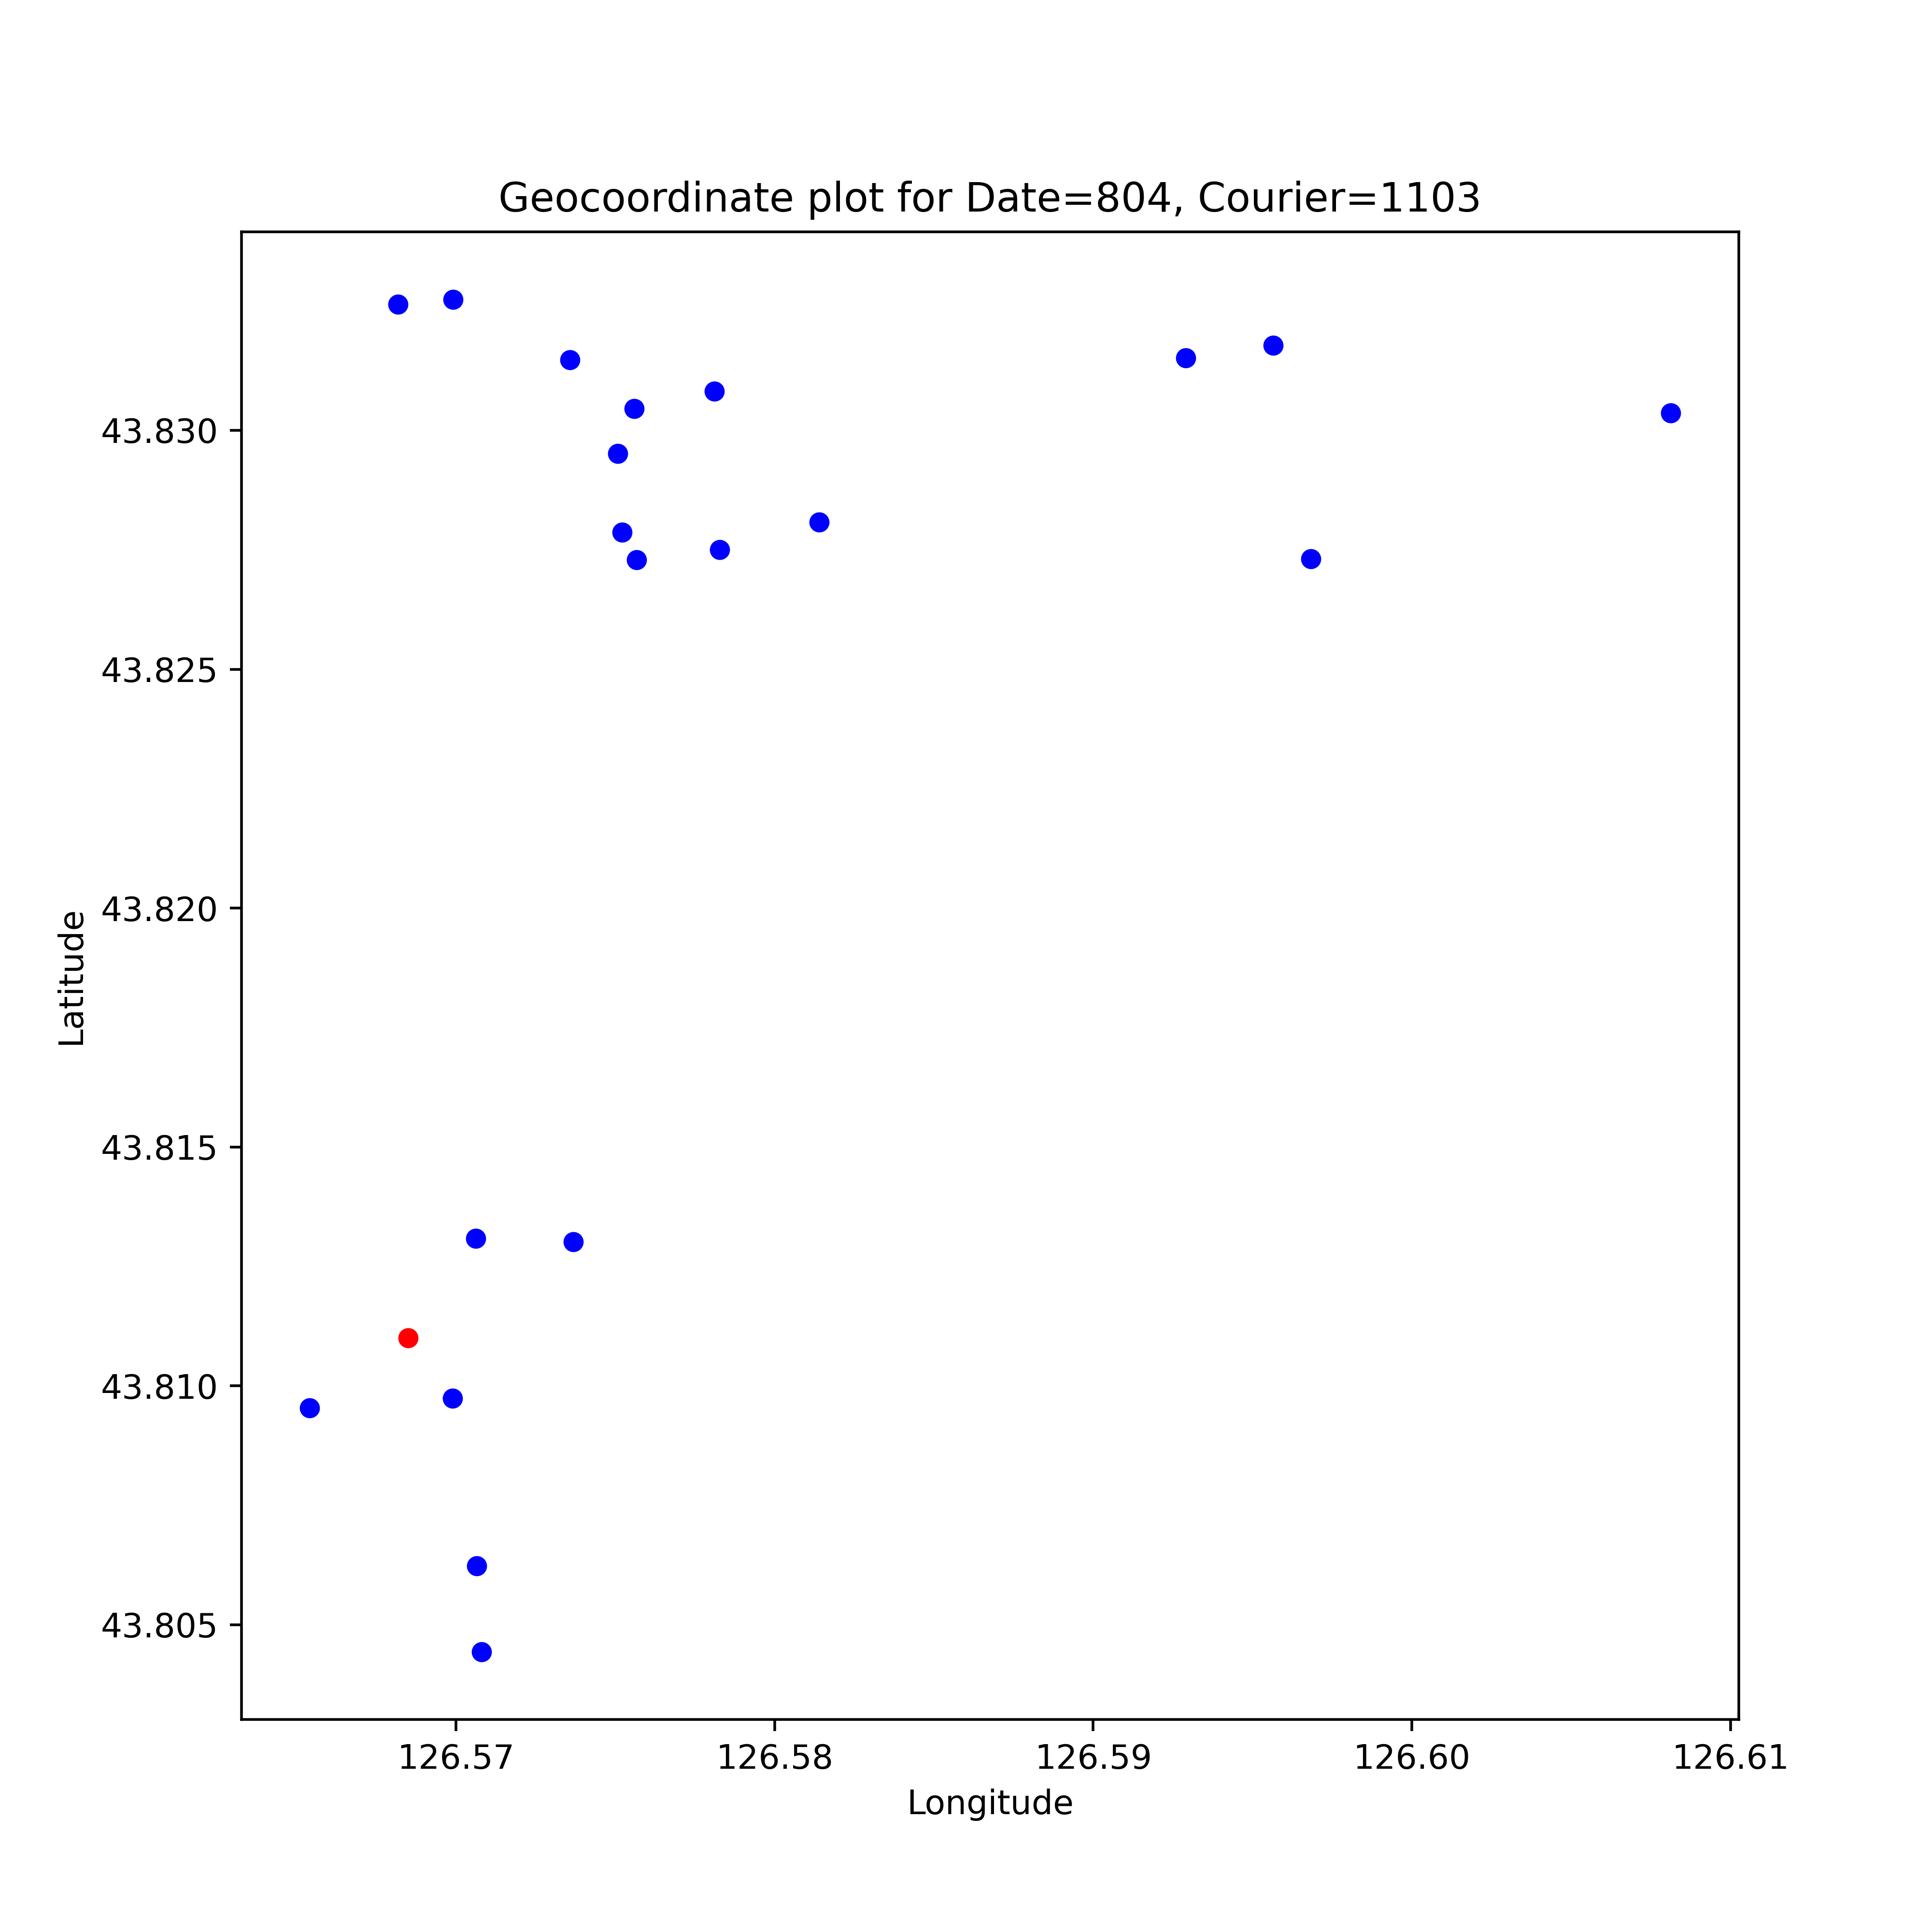 Geocoordinate plot for Date=804, Courier=1103
43.830
43.825
43.820
43.815
43.810
43.805
Latitude
126.57 126.58 126.59 126.60 126.61
Longitude